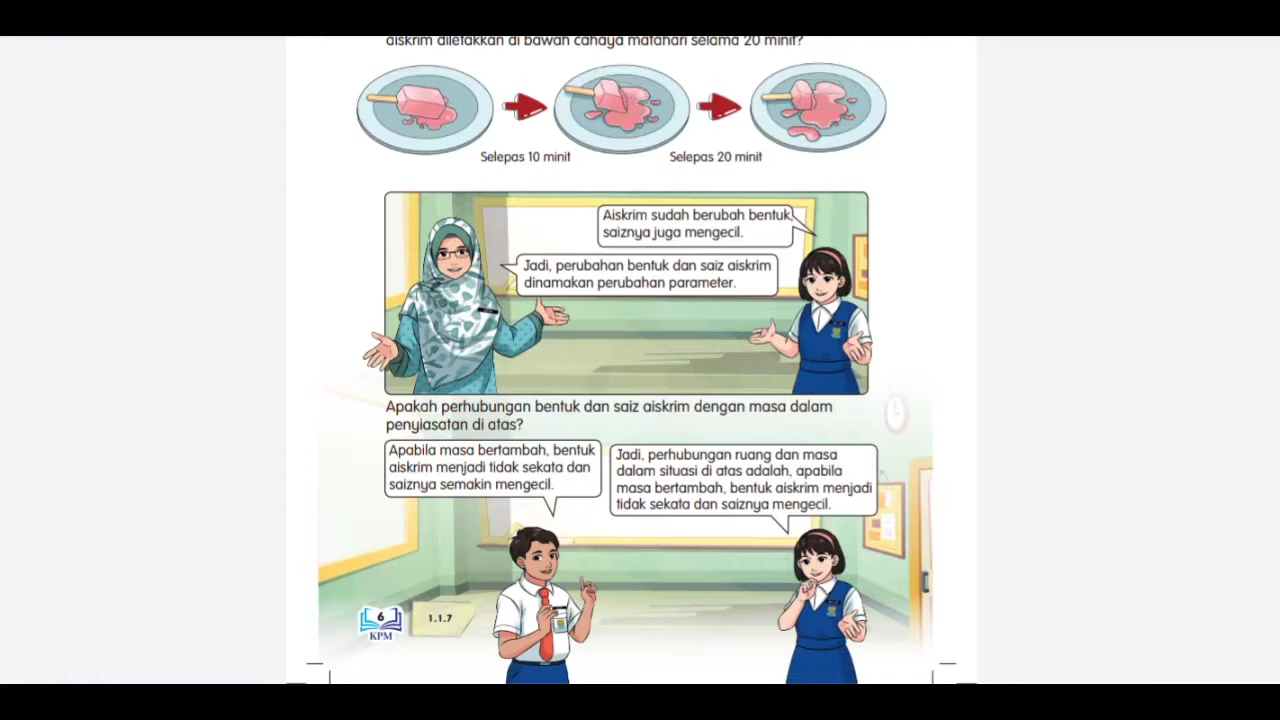 aiskrim diletakkan di bawah cahaya matahari selama 20 minit?
Selepas 10 minit
Selepas 20 minit
Aiskrim sudah berubah bentuk,
saiznya juga mengecil.
Jadi, perubahan bentuk dan saiz aiskrim
dinamakan perubahan parameter.
Apakah perhubungan bentuk dan saiz aiskrim dengan masa dalam
penyiasatan di atas?
Apabila masa bertambah, bentuk
aiskrim menjadi tidak sekata dan
saiznya semakin mengecil.
Jadi, perhubungan ruang dan masa
dalam situasi di atas adalah, apabila
masa bertambah, bentuk aiskrim menjadi
tidak sekata dan saiznya mengecil.
6
KPM
1.1.7